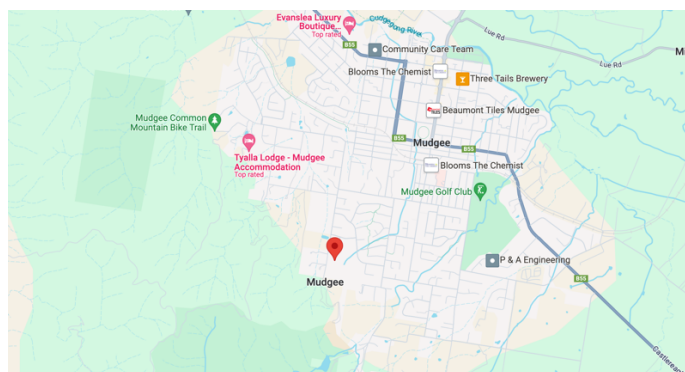 Evanslea Luxury
Boutique...
Top rated
Cudgegong River
Lue Rd
B55
Community Care Team
Blooms The Chemist
Three Tails Brewery
Lue Rd
Mi
Beaumont Tiles Mudgee
Mudgee Common
Mountain Bike Trail
B55
Mudgee
B55
Tyalla Lodge - Mudgee
Accommodation
Top rated
Blooms The Chemist
Mudgee Golf Club
P & A Engineering
B55
Mudgee